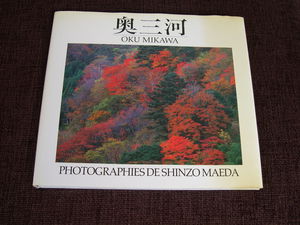 奥三河
OKU MIKAWA
PHOTOGRAPHIES DE SHINZO MAEDA